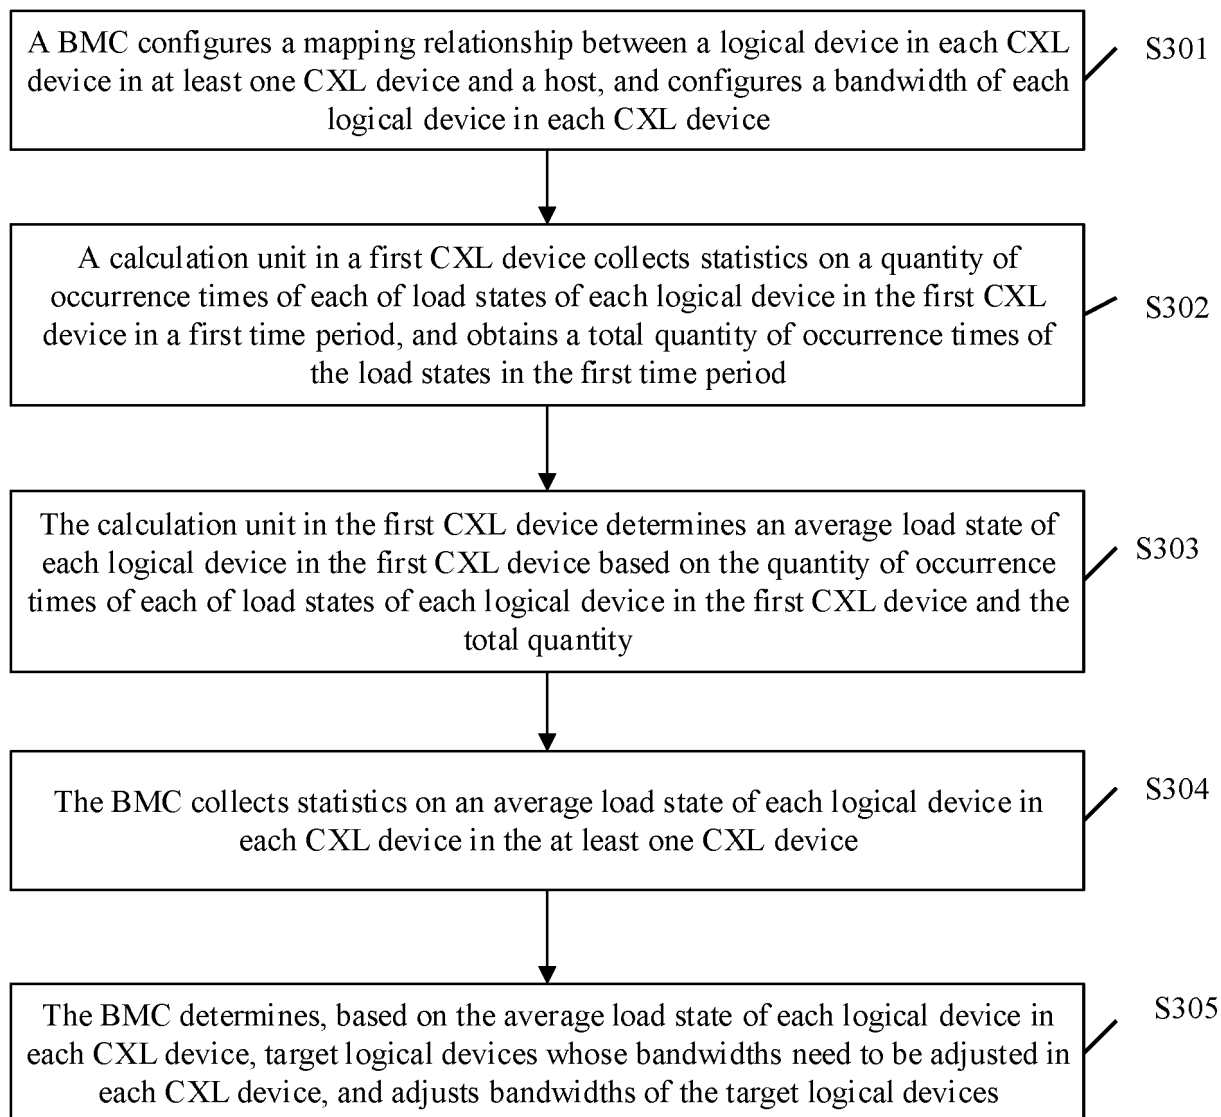 A BMC configures a mapping relationship between a logical device in each CXL
device in at least one CXL device and a host, and configures a bandwidth of each
logical device in each CXL device
S301
A calculation unit in a first CXL device collects statistics on a quantity of
occurrence times of each of load states of each logical device in the first CXL
device in a first time period, and obtains a total quantity of occurrence times of
the load states in the first time period
S302
The calculation unit in the first CXL device determines an average load state of
each logical device in the first CXL device based on the quantity of occurrence
times of each of load states of each logical device in the first CXL device and the
total quantity
S303
The BMC collects statistics on an average load state of each logical device in
each CXL device in the at least one CXL device
S304
The BMC determines, based on the average load state of each logical device in
each CXL device, target logical devices whose bandwidths need to be adjusted in
each CXL device, and adjusts bandwidths of the target logical devices
S305